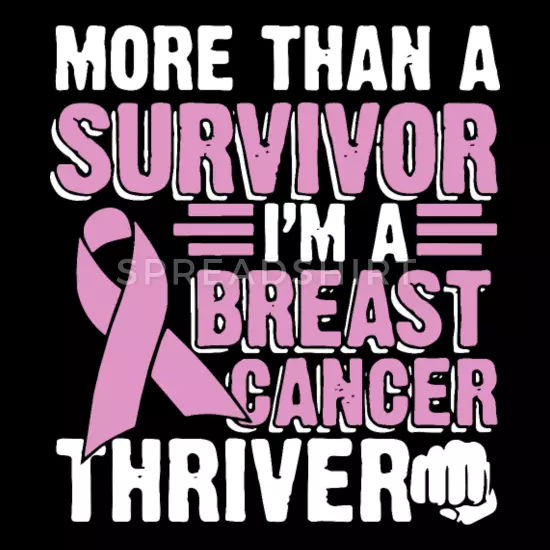 MORE THAN A
SURVIVOR
I'M A
SPREADSHIRT
BREAST
CANCER
THRIVER